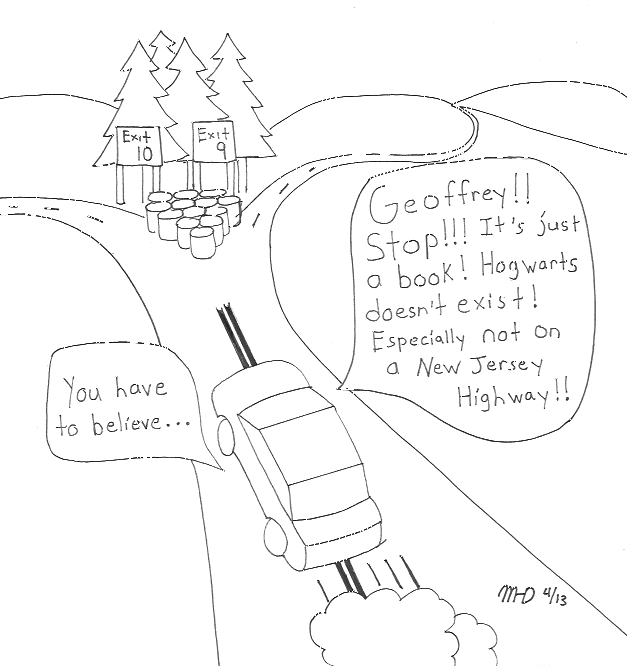 Exit
10
Exit
9
Geoffrey!!
Stop!!! It's just
a book! Hogwarts
doesn't exist!
Especially not on
a New Jersey
Highway!!
You have
to believe...
MHD 4/13